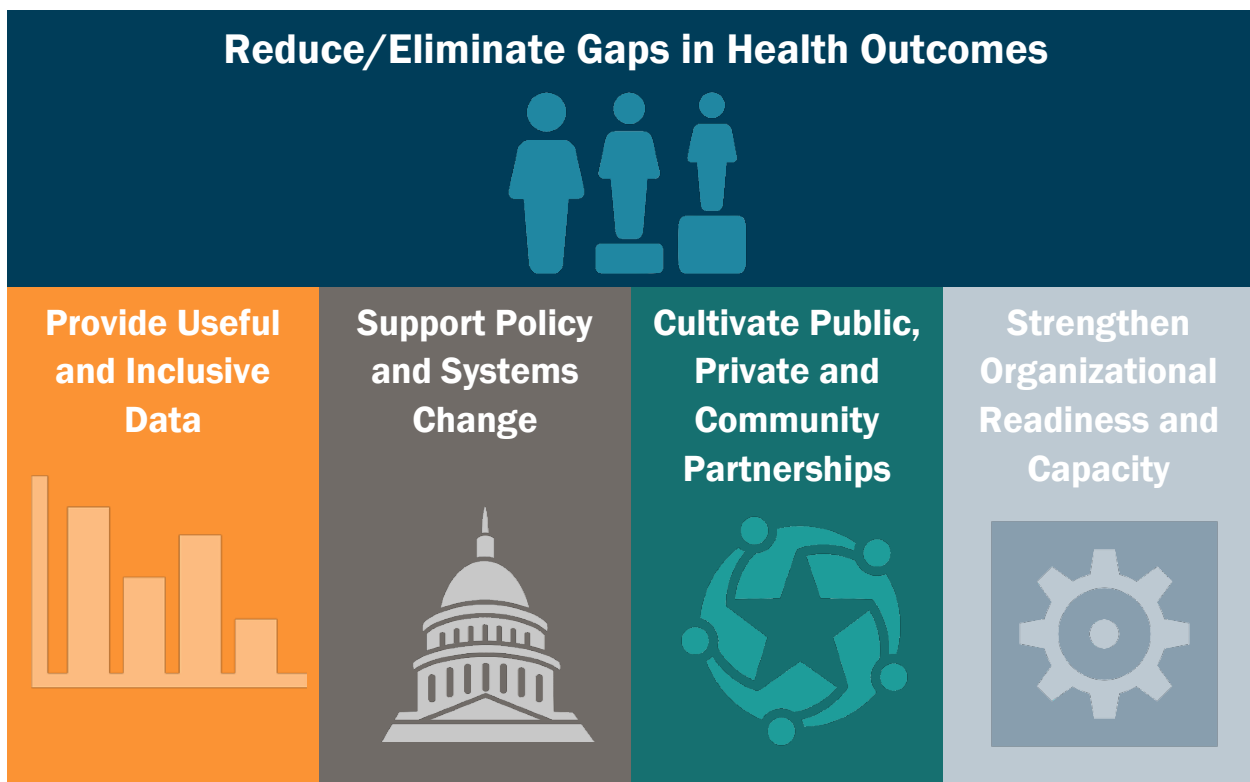 Reduce/Eliminate Gaps in Health Outcomes
Provide Useful
and Inclusive
Data
Support Policy
and Systems
Change
Cultivate Public,
Private and
Community
Partnerships
Strengthen
Organizational
Readiness and
Capacity